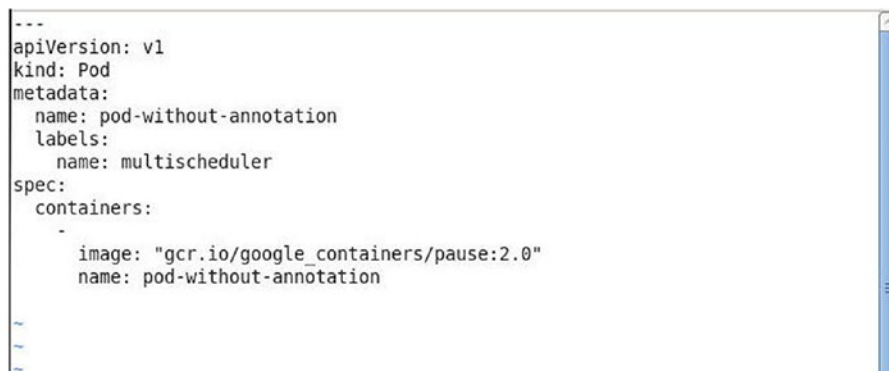 ---
apiVersion: v1
kind: Pod
metadata:
  name: pod-without-annotation
  labels:
    name: multischeduler
spec:
  containers:
    -
      image: "gcr.io/google_containers/pause:2.0"
      name: pod-without-annotation

~
~
~